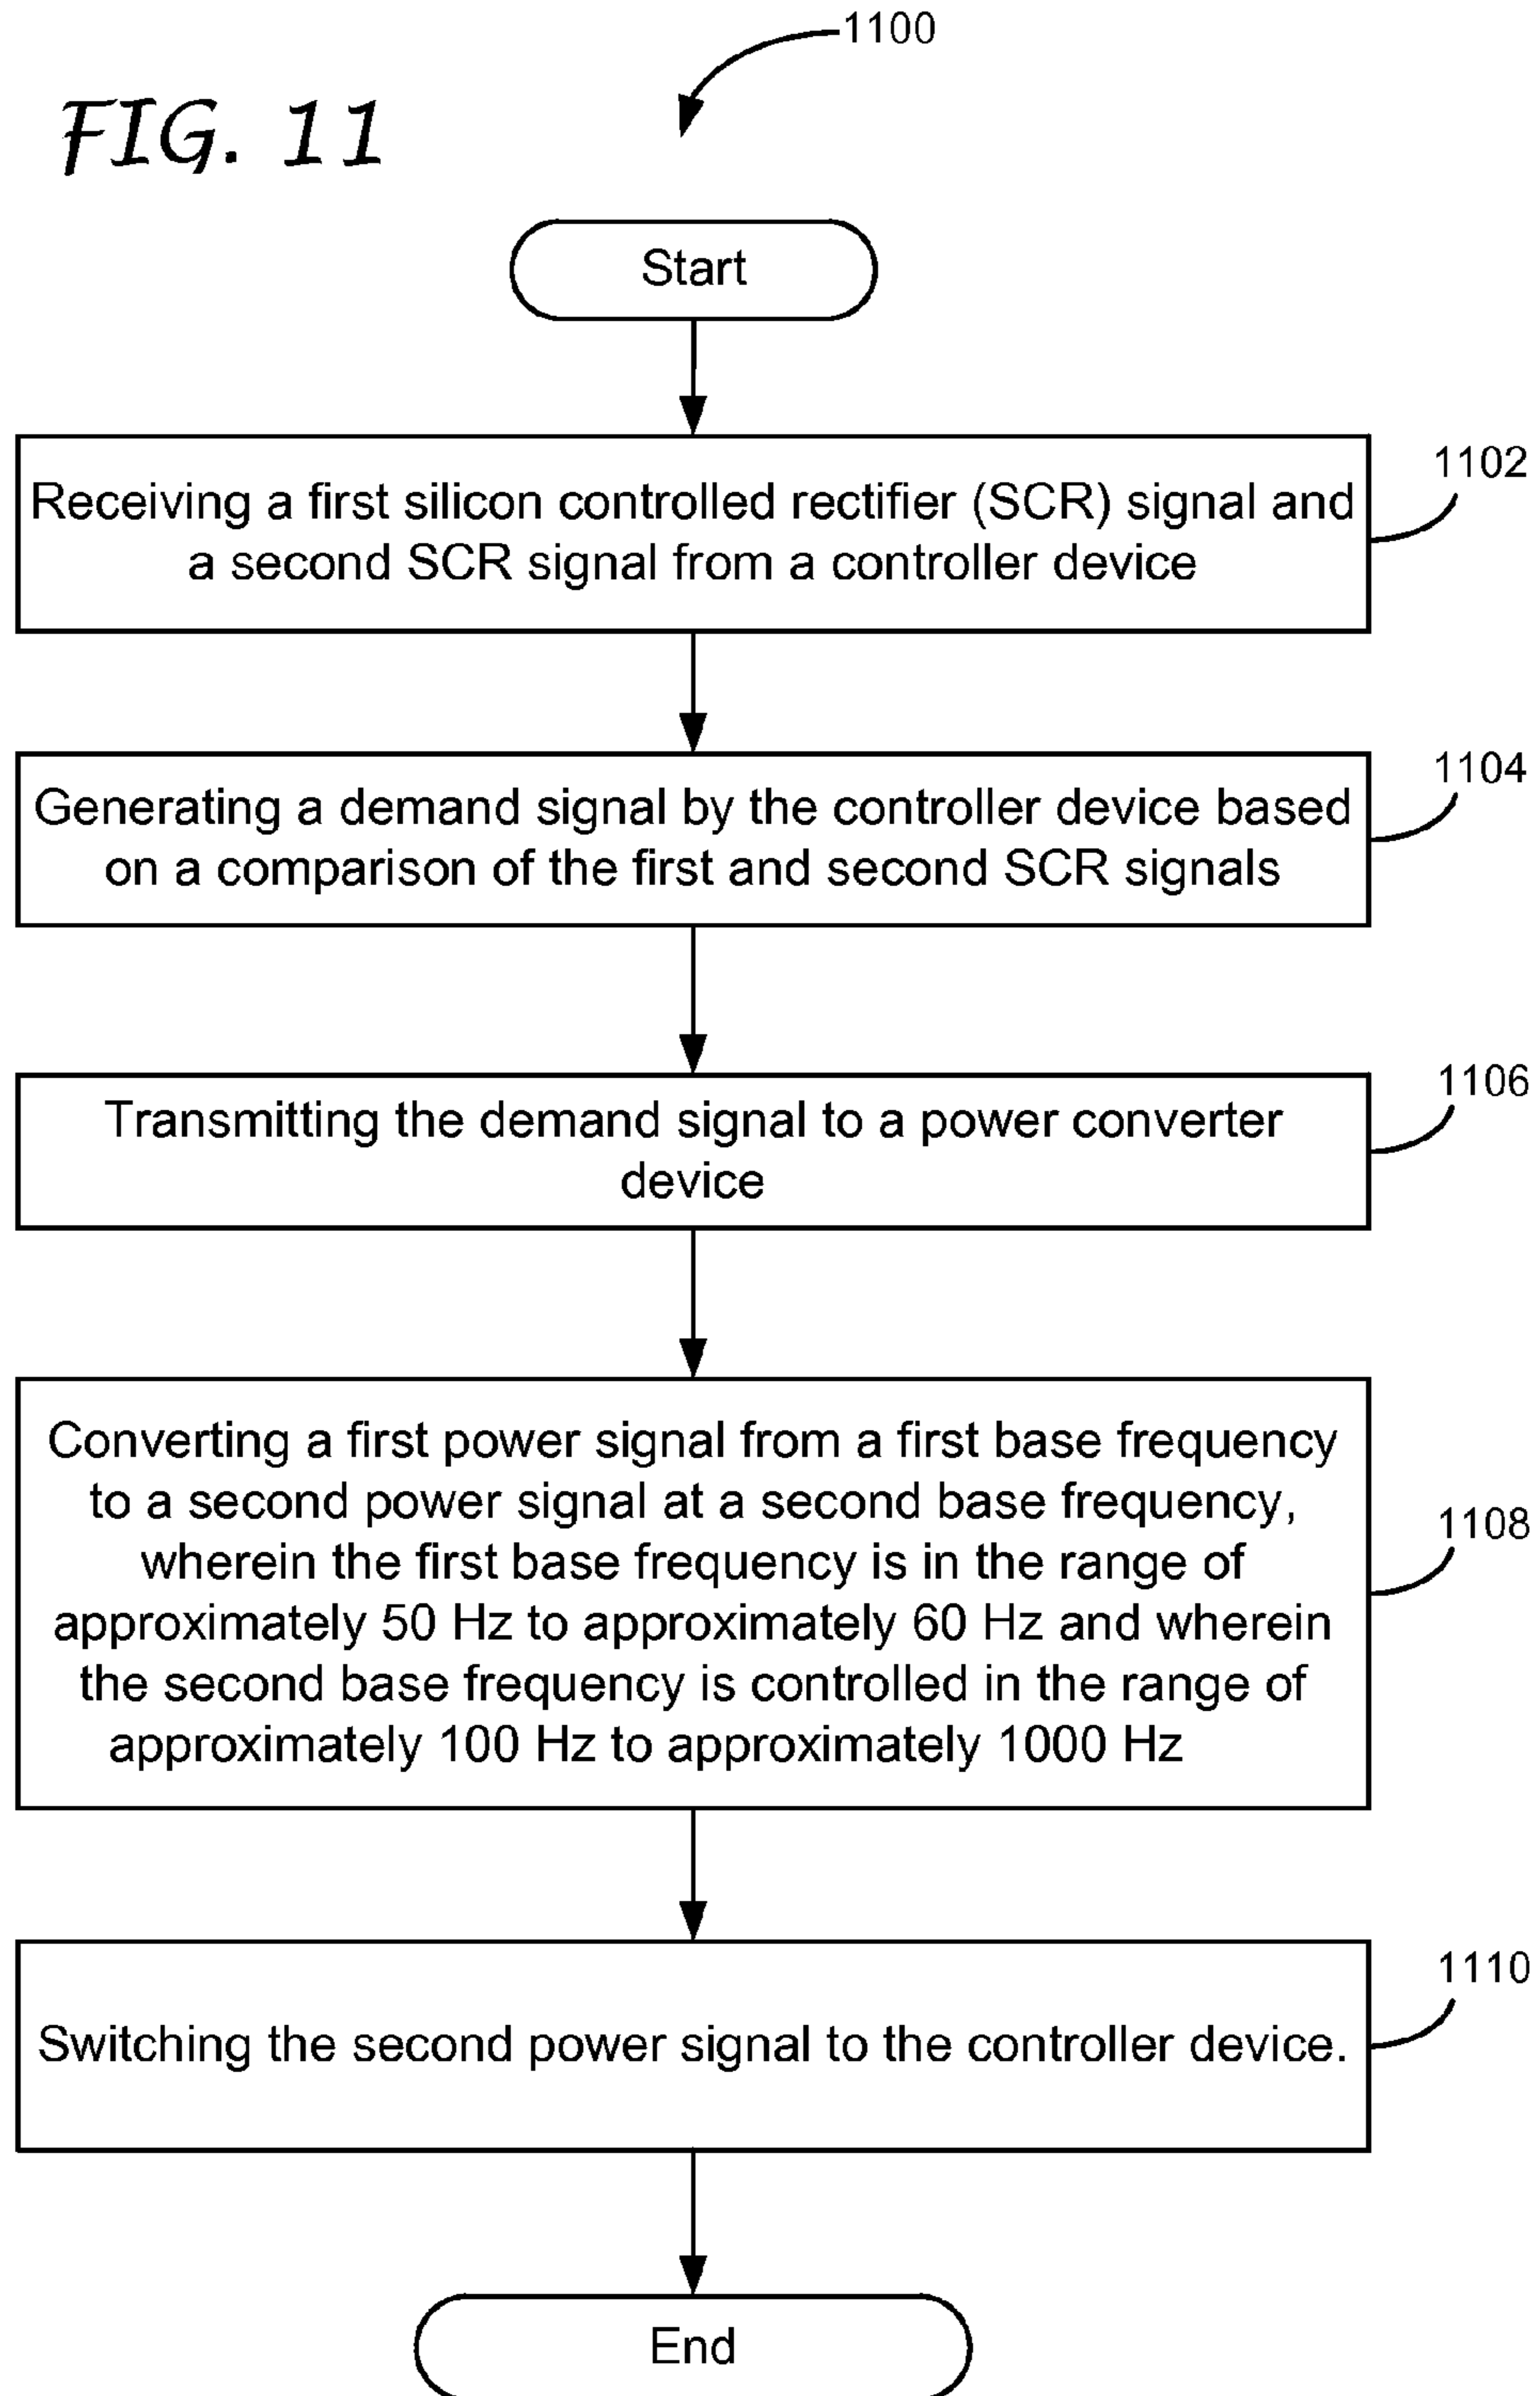 1100
FIG. 11
Start
1102
Receiving a first silicon controlled rectifier (SCR) signal and
a second SCR signal from a controller device
1104
Generating a demand signal by the controller device based
on a comparison of the first and second SCR signals
1106
Transmitting the demand signal to a power converter
device
1108
Converting a first power signal from a first base frequency
to a second power signal at a second base frequency,
wherein the first base frequency is in the range of
approximately 50 Hz to approximately 60 Hz and wherein
the second base frequency is controlled in the range of
approximately 100 Hz to approximately 1000 Hz
1110
Switching the second power signal to the controller device.
End